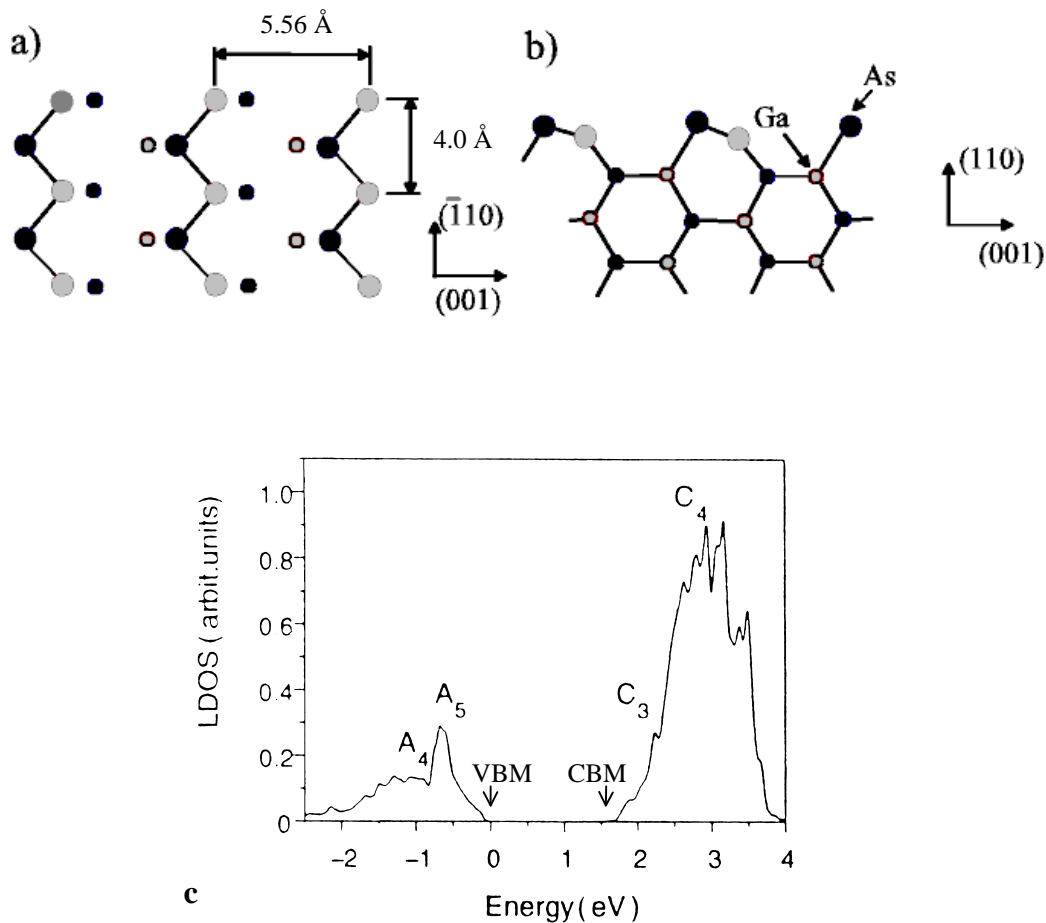 a)
5.56 Å
4.0 Å
(1̄10)
(001)
b)
As
Ga
(110)
(001)
LDOS ( arbit.units)
1.0
0.8
0 6
0.4
0.2
0
A4
A5
VBM
CBM
C3
C4
−2
−1
0
1
2
3
4
Energy ( eV )
c